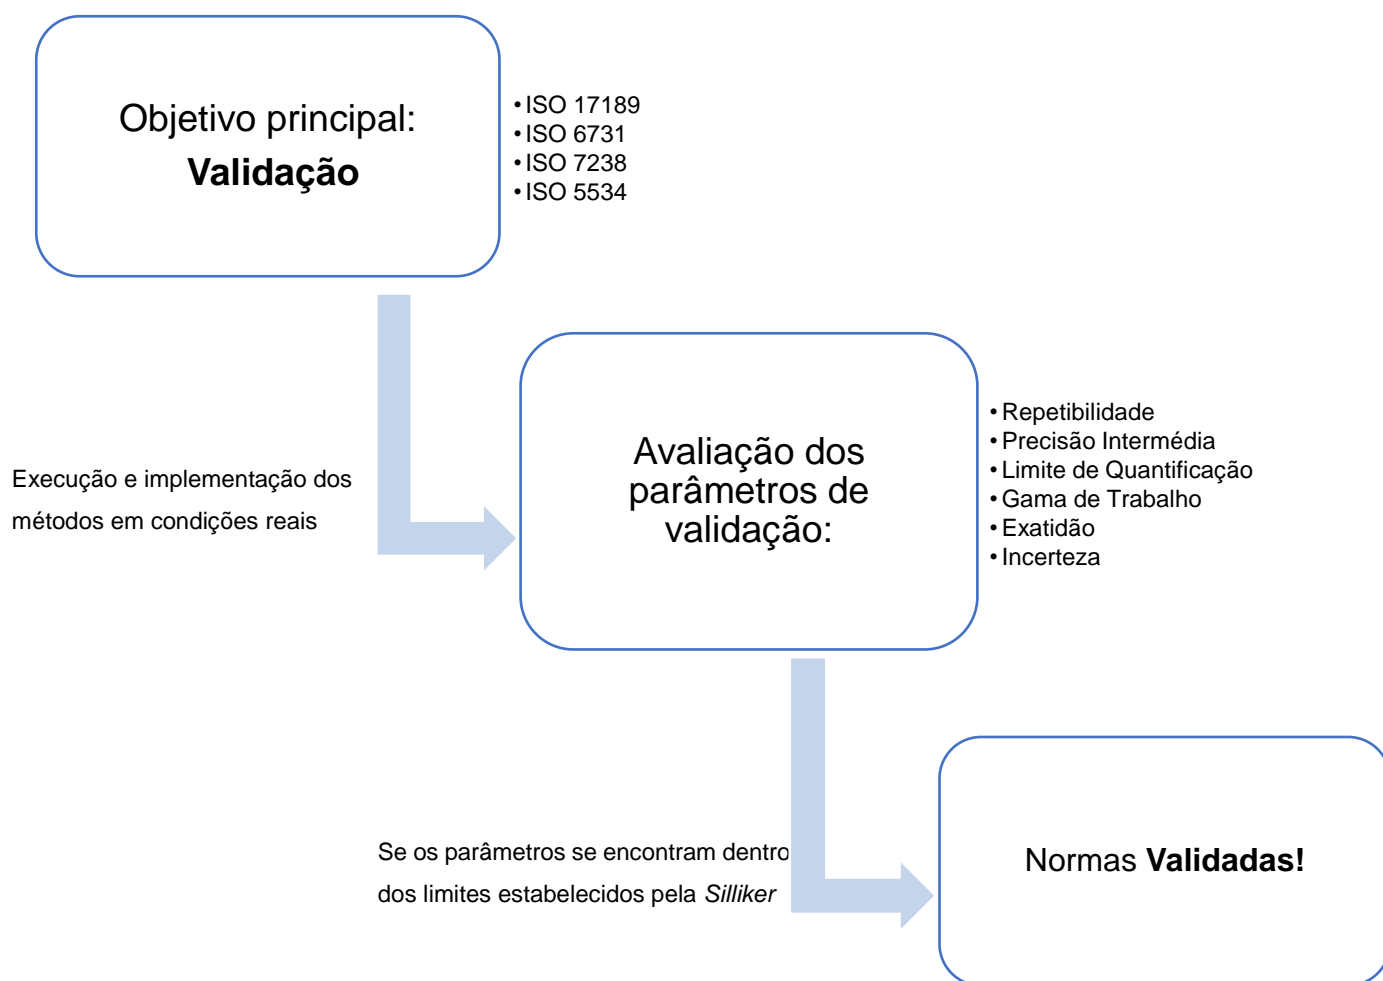 Objetivo principal:
Validação
• ISO 17189
• ISO 6731
• ISO 7238
• ISO 5534
Execução e implementação dos
métodos em condições reais
Avaliação dos
parâmetros de
validação:
• Repetibilidade
• Precisão Intermédia
• Limite de Quantificação
• Gama de Trabalho
• Exatidão
• Incerteza
Se os parâmetros se encontram dentro
dos limites estabelecidos pela Silliker
Normas Validadas!